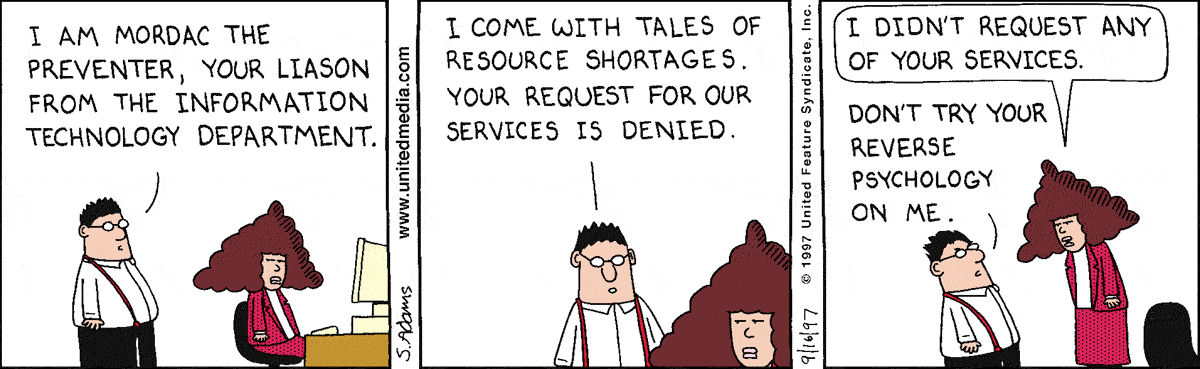 I AM MORDAC THE
PREVENTER, YOUR LIASON
FROM THE INFORMATION
TECHNOLOGY DEPARTMENT.
www.unitedmedia.com
S. Adams
I COME WITH TALES OF
RESOURCE SHORTAGES.
YOUR REQUEST FOR OUR
SERVICES IS DENIED.
9/16/97 © 1997 United Feature Syndicate, Inc.
I DIDN'T REQUEST ANY
OF YOUR SERVICES.
DON'T TRY YOUR
REVERSE
PSYCHOLOGY
ON ME.